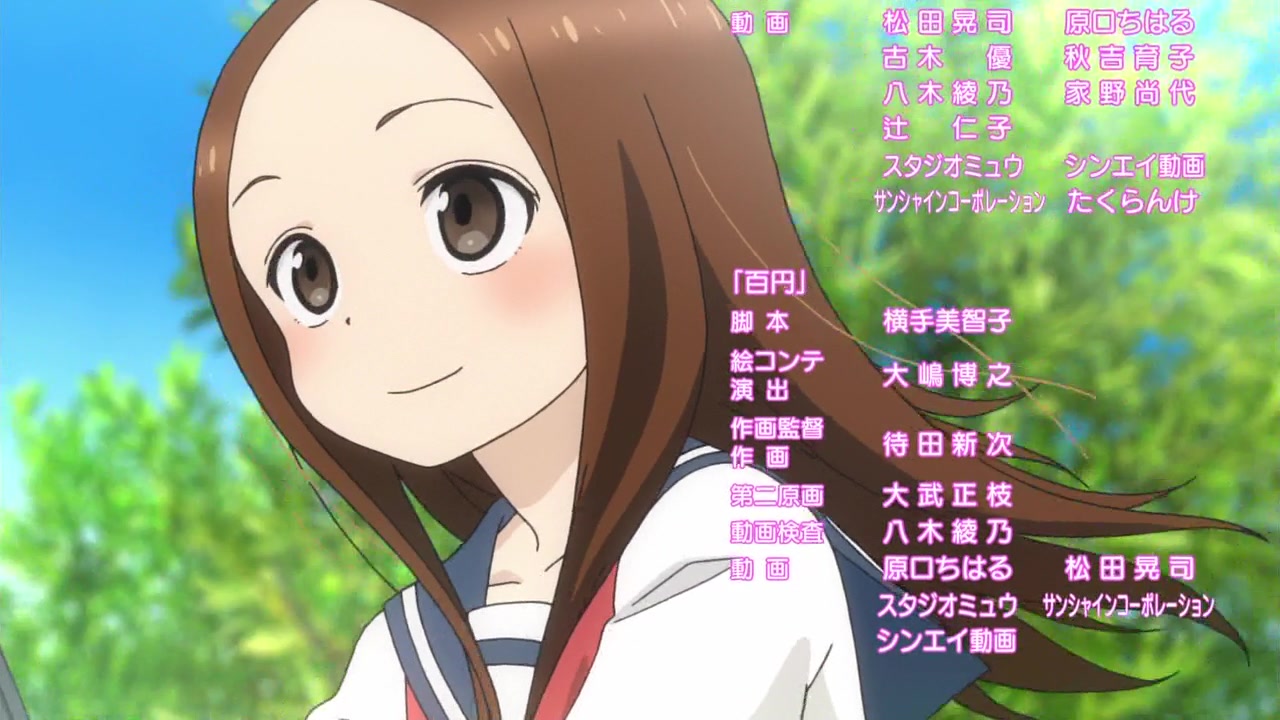 動画 松田晃司 原口ちはる
古木優 秋吉育子
八木綾乃 家野尚代
辻仁子
スタジオミュウ シンエイ動画
サンシャインコーポレーション たくらんけ
「百円」
脚本 横手美智子
絵コンテ
演出 大嶋博之
作画監督
作画 待田新次
第二原画 大武正枝
動画検査 八木綾乃
動画 原口ちはる 松田晃司
スタジオミュウ サンシャインコーポレーション
シンエイ動画